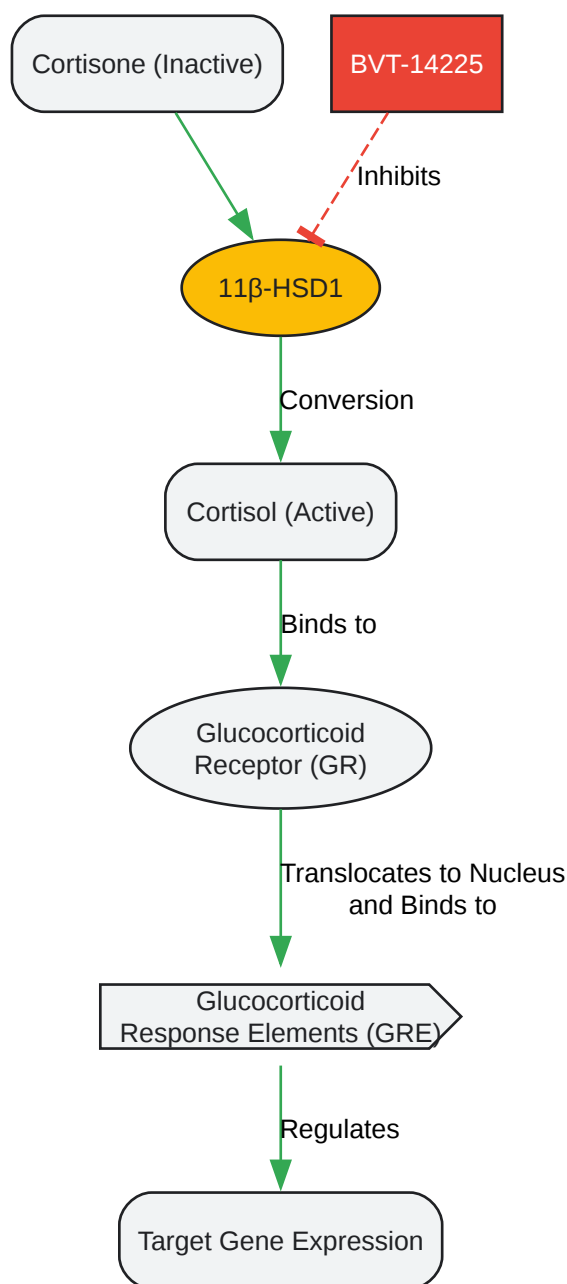 Cortisone (Inactive)
BVT-14225
Inhibits
11β-HSD1
Conversion
Cortisol (Active)
Binds to
Glucocorticoid
Receptor (GR)
Translocates to Nucleus
and Binds to
Glucocorticoid
Response Elements (GRE)
Regulates
Target Gene Expression